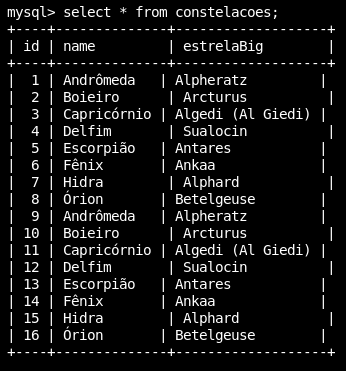 mysql> select * from constelacoes;
+----+--------------+-------------------+
| id | name         | estrelaBig        |
+----+--------------+-------------------+
|  1 | Andrômeda   | Alpheratz         |
|  2 | Boieiro      | Arcturus          |
|  3 | Capricórnio | Algedi (Al Giedi) |
|  4 | Delfim       | Sualocin          |
|  5 | Escorpião   | Antares           |
|  6 | Fênix       | Ankaa             |
|  7 | Hidra        | Alphard           |
|  8 | Órion       | Betelgeuse        |
|  9 | Andrômeda   | Alpheratz         |
| 10 | Boieiro      | Arcturus          |
| 11 | Capricórnio | Algedi (Al Giedi) |
| 12 | Delfim       | Sualocin          |
| 13 | Escorpião   | Antares           |
| 14 | Fênix       | Ankaa             |
| 15 | Hidra        | Alphard           |
| 16 | Órion       | Betelgeuse        |
+----+--------------+-------------------+